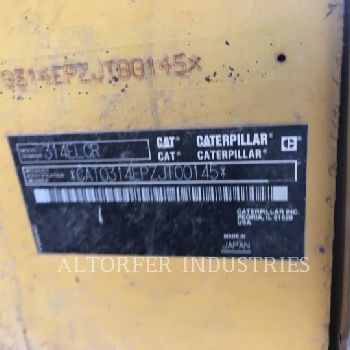 0314EPZJT00145*
314ELCR CAT® CATERPILLAR®
CAT® CATERPILLAR®
*CAT0314EPZJT00145*
CATERPILLAR INC.
PEORIA, IL 61629
USA
MADE IN
JAPAN
ALTORFER INDUSTRIES